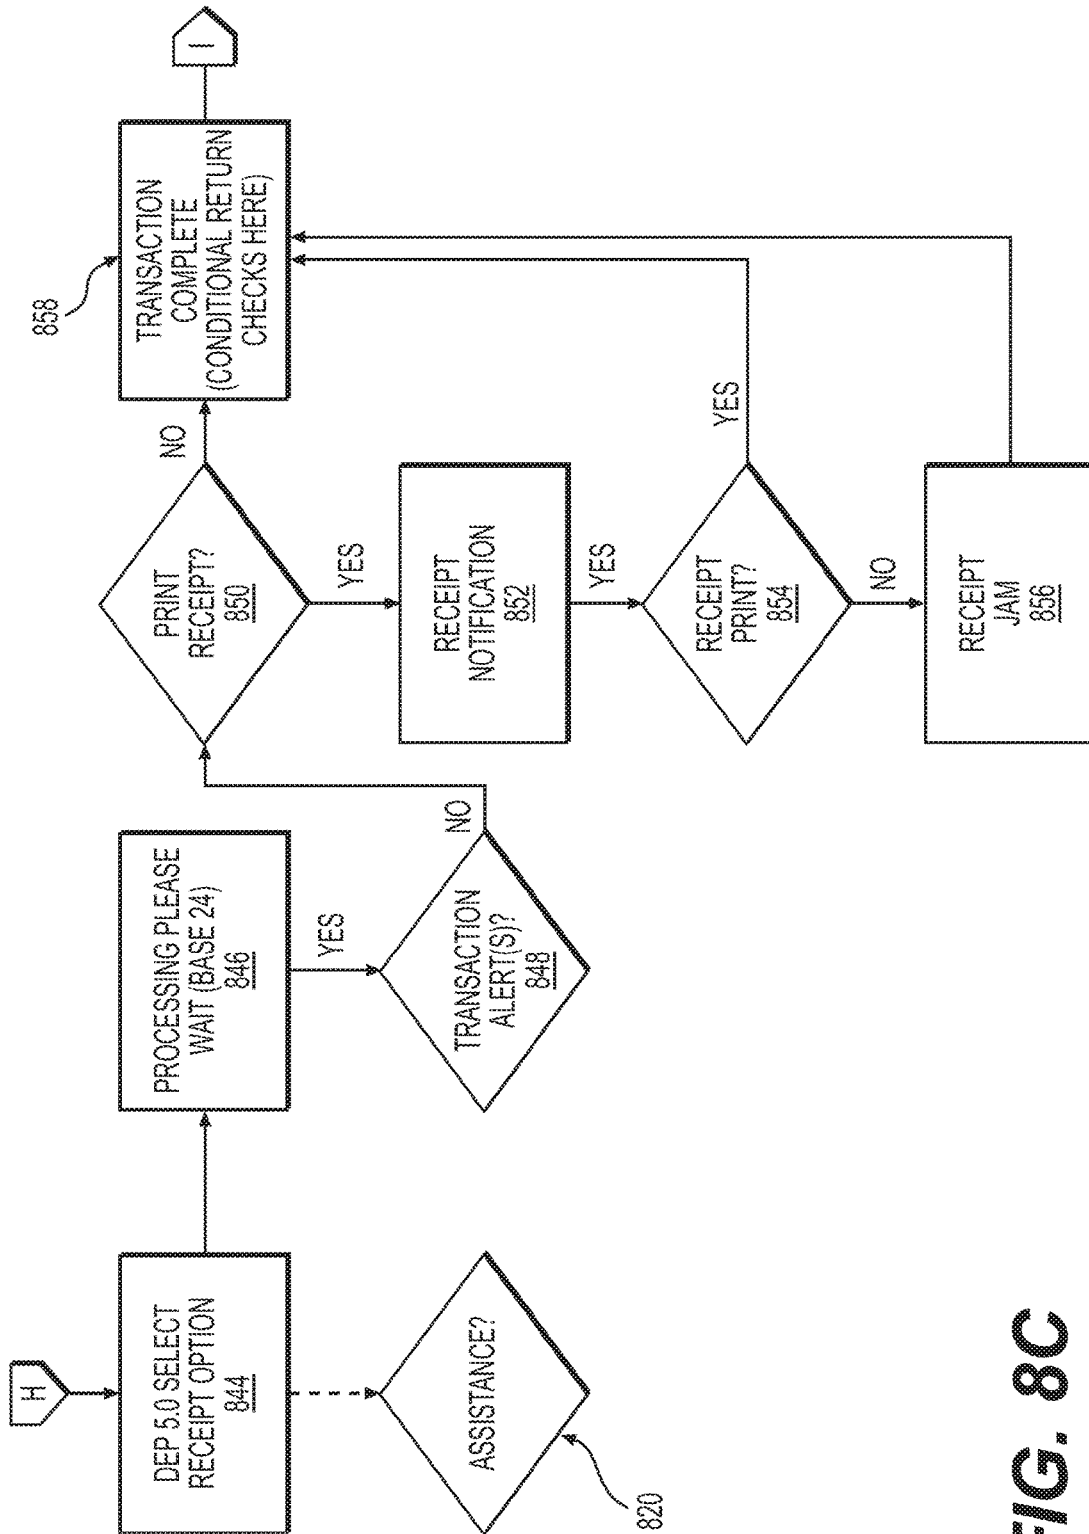 H
DEP 5.0 SELECT
RECEIPT OPTION
844
ASSISTANCE?
820
PROCESSING PLEASE
WAIT (BASE 24)
846
YES
TRANSACTION
ALERT(S)?
848
NO
PRINT
RECEIPT?
850
NO
YES
RECEIPT
NOTIFICATION
852
YES
RECEIPT
PRINT?
854
YES
NO
RECEIPT
JAM
856
858
TRANSACTION
COMPLETE
(CONDITIONAL RETURN
CHECKS HERE)
I
FIG. 8C